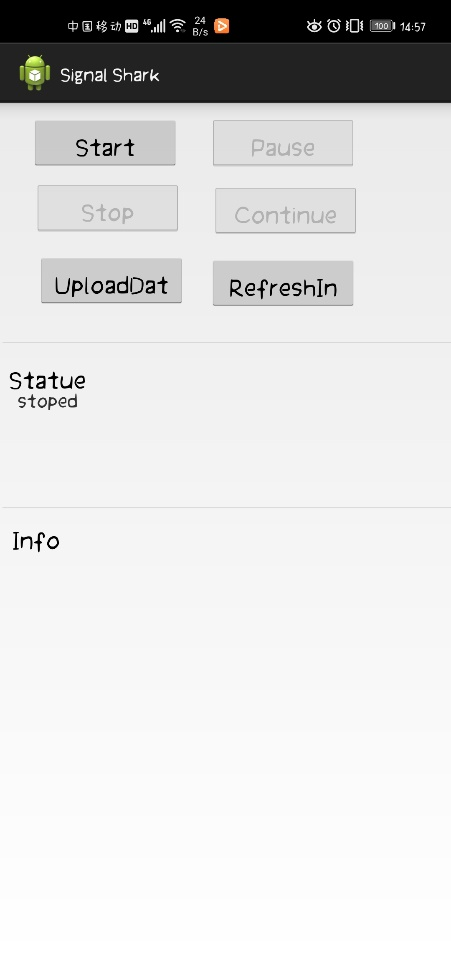 中国移动 HD 4G 24 B/s 100 14:57
Signal Shark
Start
Pause
Stop
Continue
UploadDat
RefreshIn
Statue
stoped
Info